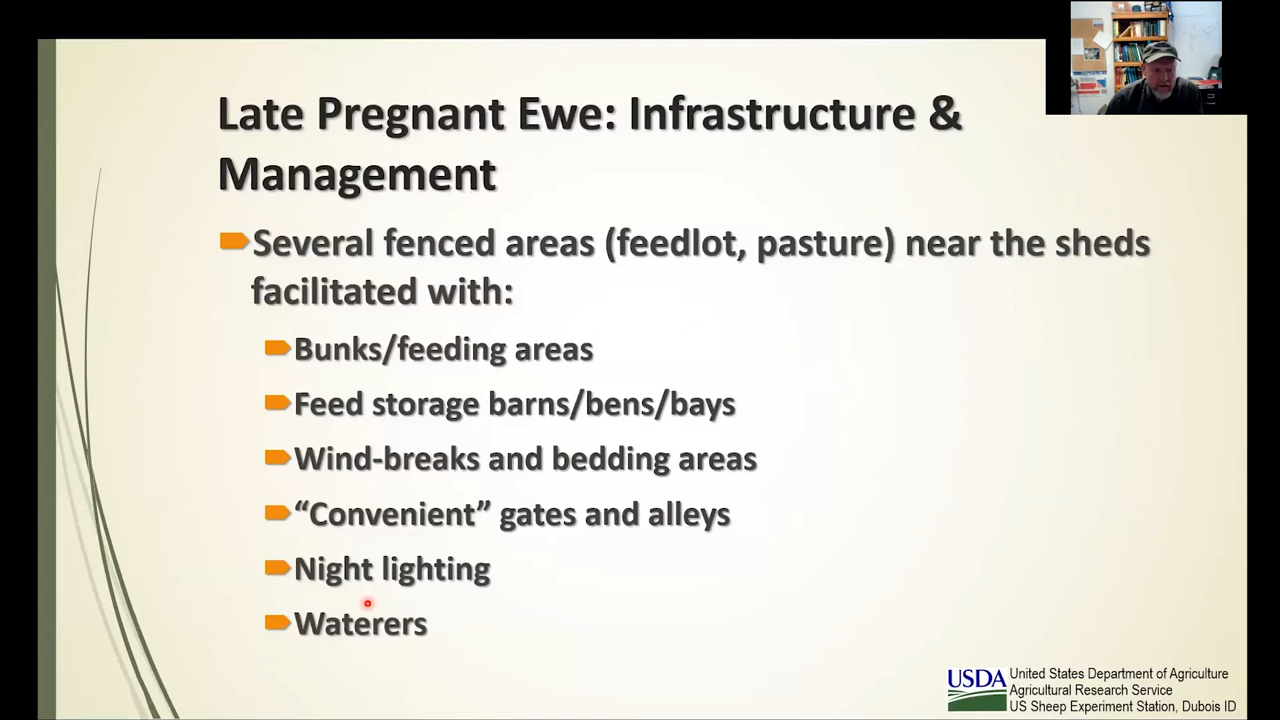 Late Pregnant Ewe: Infrastructure &
Management
Several fenced areas (feedlot, pasture) near the sheds
facilitated with:
Bunks/feeding areas
Feed storage barns/bens/bays
Wind-breaks and bedding areas
“Convenient” gates and alleys
Night lighting
Waterers
USDA
United States Department of Agriculture
Agricultural Research Service
US Sheep Experiment Station, Dubois ID